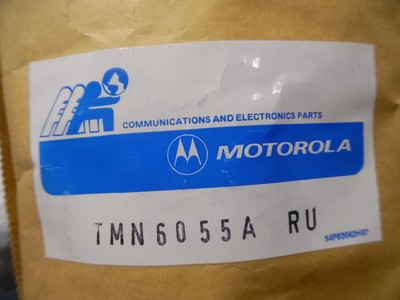 COMMUNICATIONS AND ELECTRONICS PARTS
MOTOROLA
TMN6055A RU